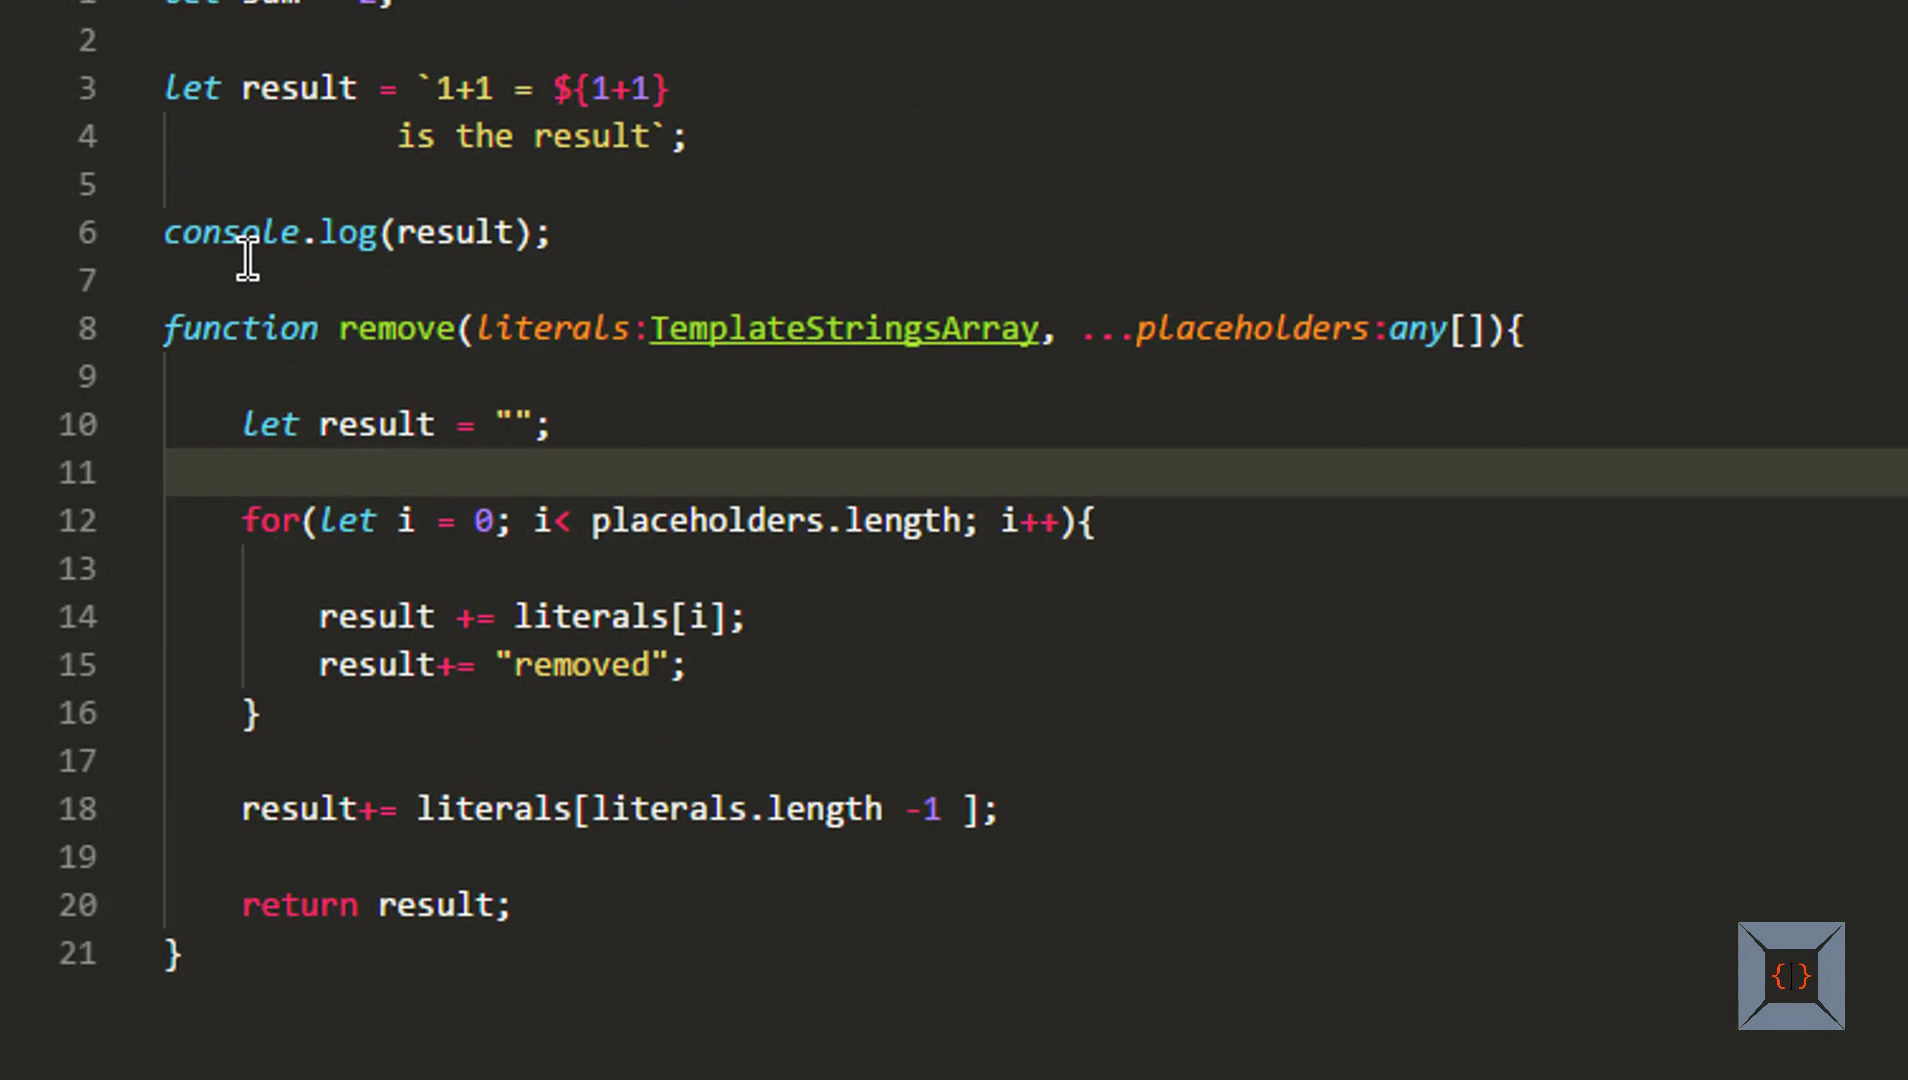 1
2
3 let result = `1+1 = ${1+1}
4 is the result`;
5
6 console.log(result);
7
8 function remove(literals:TemplateStringsArray, ...placeholders:any[]){
9
10 let result = "";
11
12 for(let i = 0; i< placeholders.length; i++){
13
14 result += literals[i];
15 result+= "removed";
16 }
17
18 result+= literals[literals.length -1 ];
19
20 return result;
21 }
{|}